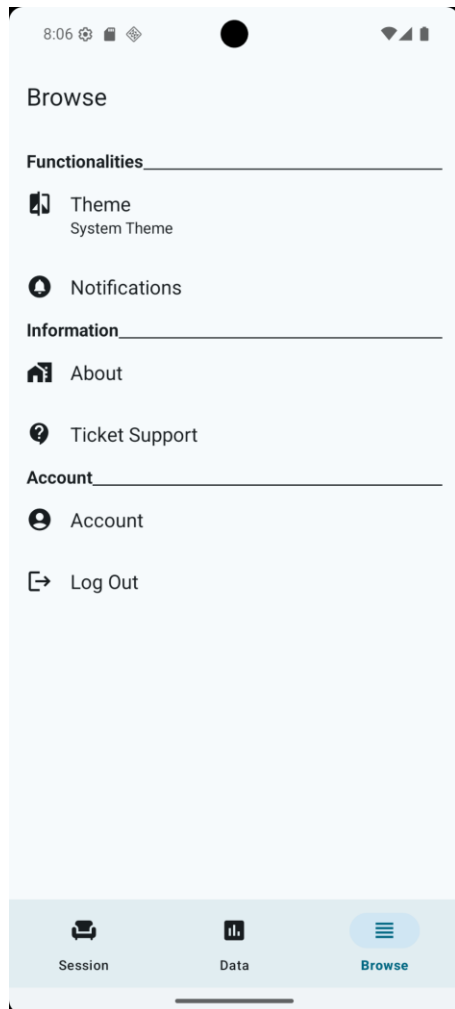 8:06
Browse
Functionalities
Theme
System Theme
Notifications
Information
About
Ticket Support
Account
Account
Log Out
Session
Data
Browse